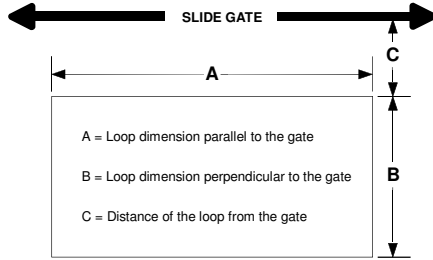 SLIDE GATE
C
A
A = Loop dimension parallel to the gate
B = Loop dimension perpendicular to the gate
B
C = Distance of the loop from the gate